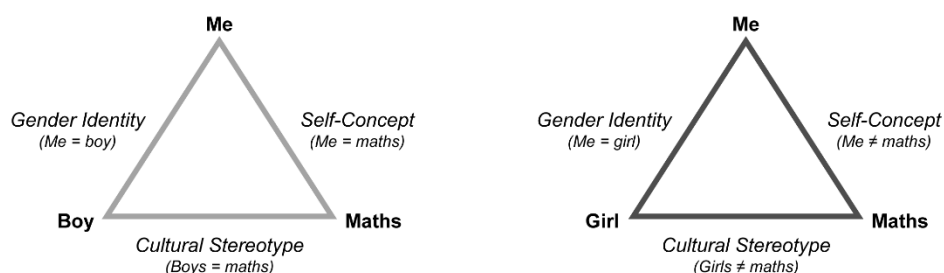 Me
Gender Identity
(Me = boy)
Self-Concept
(Me = maths)
Boy
Maths
Cultural Stereotype
(Boys = maths)
Me
Gender Identity
(Me = girl)
Self-Concept
(Me ≠ maths)
Girl
Maths
Cultural Stereotype
(Girls ≠ maths)